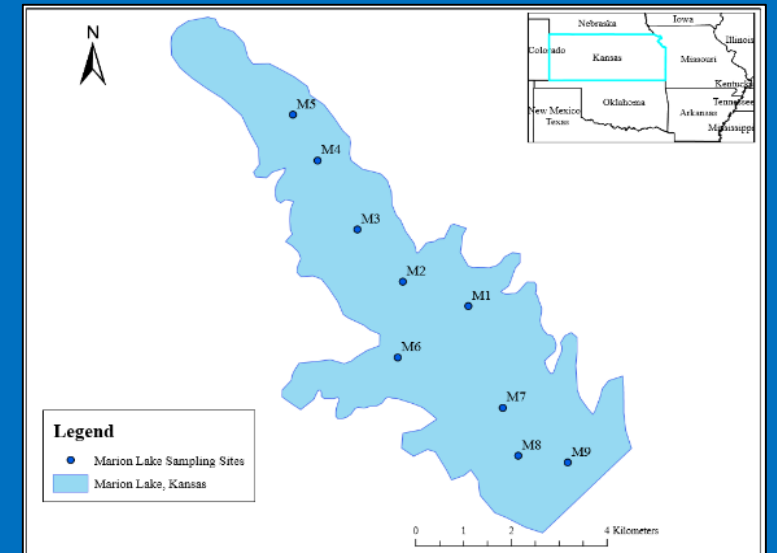 N
Nebraska
Iowa
Illinois
Colorado
Kansas
Missouri
Kentuck
Tennessee
Oklahoma
New Mexico
Arkansas
Texas
Mississippi
M5
M4
M3
M2
M1
M6
M7
M8
M9
Legend
Marion Lake Sampling Sites
Marion Lake, Kansas
0 1 2 4 Kilometers